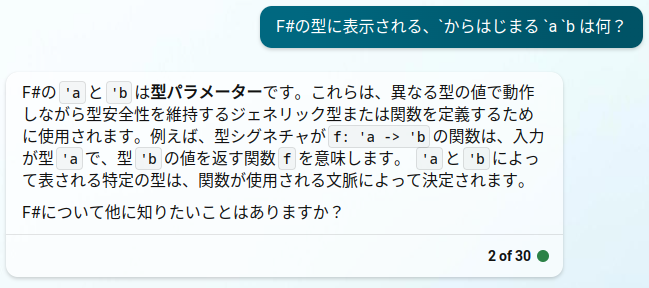 F#の型に表示される、`からはじまる `a `b は何？
F#の 'a と 'b は型パラメーターです。これらは、異なる型の値で動作
しながら型安全性を維持するジェネリック型または関数を定義するため
に使用されます。例えば、型シグネチャが f: 'a -> 'b の関数は、入力
が型 'a で、型 'b の値を返す関数 f を意味します。 'a と 'b によっ
て表される特定の型は、関数が使用される文脈によって決定されます。
F#について他に知りたいことはありますか？
2 of 30